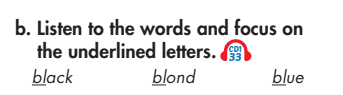 b. Listen to the words and focus on
the underlined letters. CD1
33
black blond blue